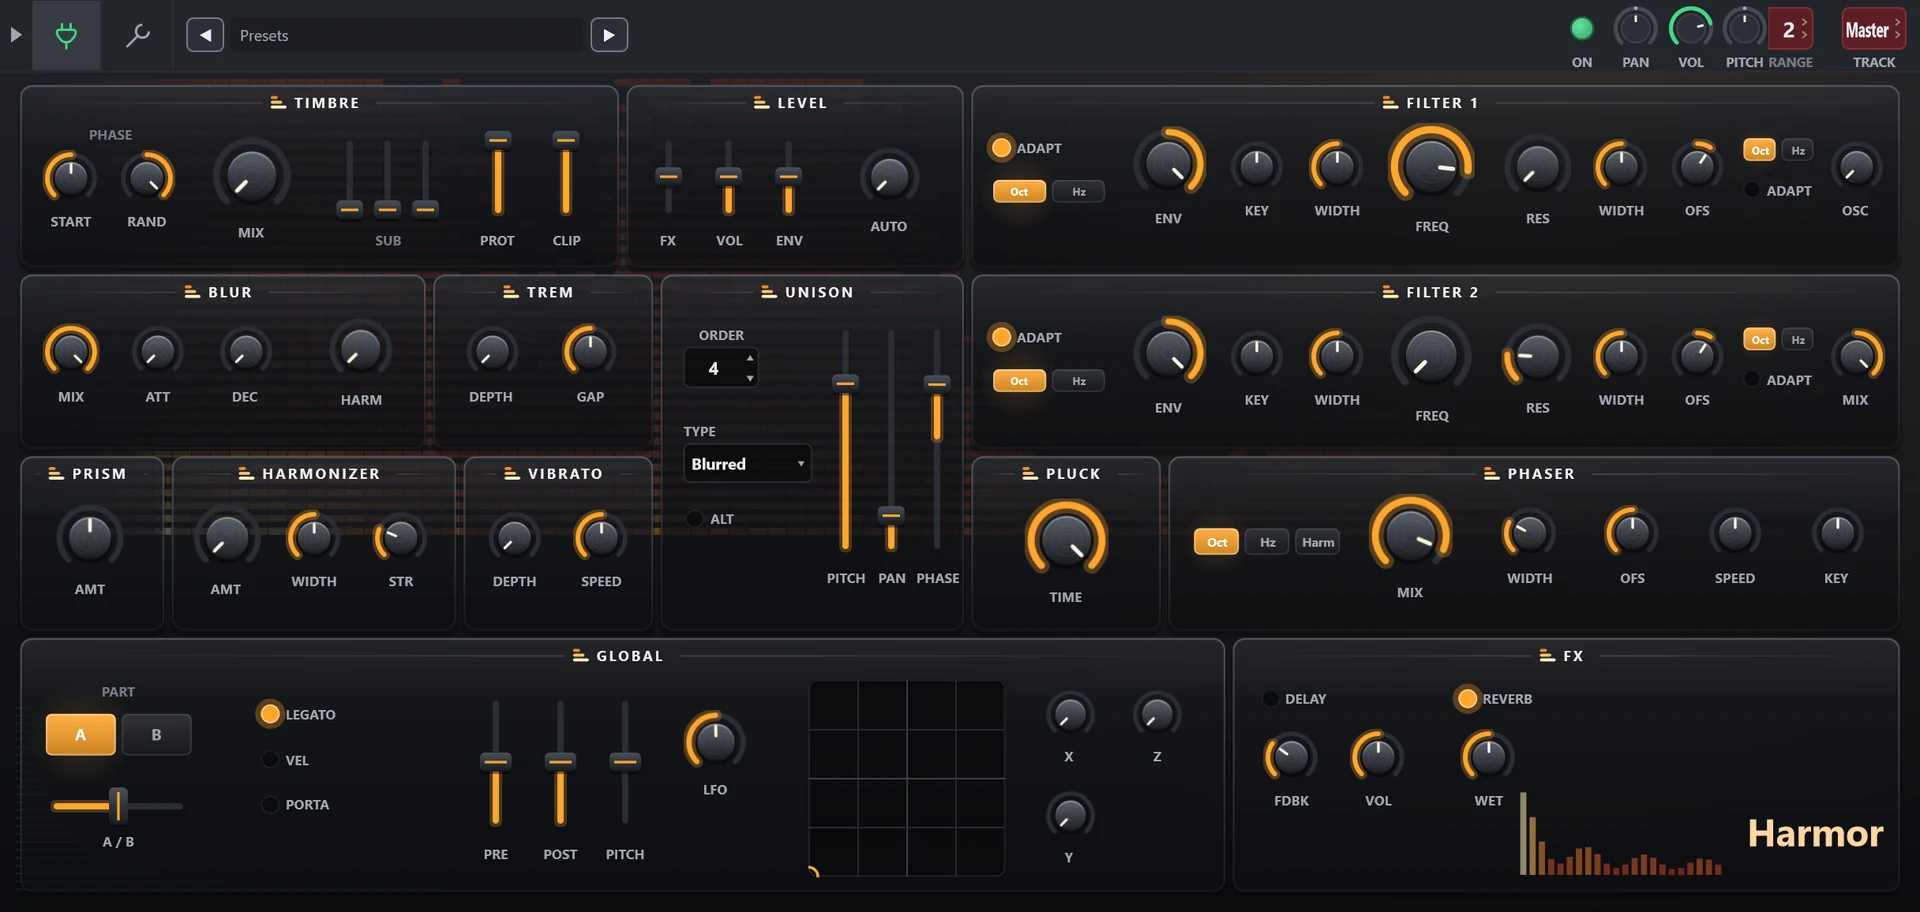 Presets
2
Master
ON
PAN
VOL
PITCH
RANGE
TRACK
TIMBRE
PHASE
START
RAND
MIX
SUB
PROT
CLIP
LEVEL
FX
VOL
ENV
AUTO
FILTER 1
ADAPT
Oct
Hz
ENV
KEY
WIDTH
FREQ
RES
WIDTH
OFS
Oct
Hz
ADAPT
OSC
BLUR
MIX
ATT
DEC
HARM
TREM
DEPTH
GAP
UNISON
ORDER
4
TYPE
Blurred
ALT
PITCH
PAN
PHASE
FILTER 2
ADAPT
Oct
Hz
ENV
KEY
WIDTH
FREQ
RES
WIDTH
OFS
Oct
Hz
ADAPT
MIX
PRISM
AMT
HARMONIZER
AMT
WIDTH
STR
VIBRATO
DEPTH
SPEED
PLUCK
TIME
PHASER
Oct
Hz
Harm
MIX
WIDTH
OFS
SPEED
KEY
GLOBAL
PART
A
B
A / B
LEGATO
VEL
PORTA
PRE
POST
PITCH
LFO
X
Z
Y
FX
DELAY
REVERB
FDBK
VOL
WET
Harmor